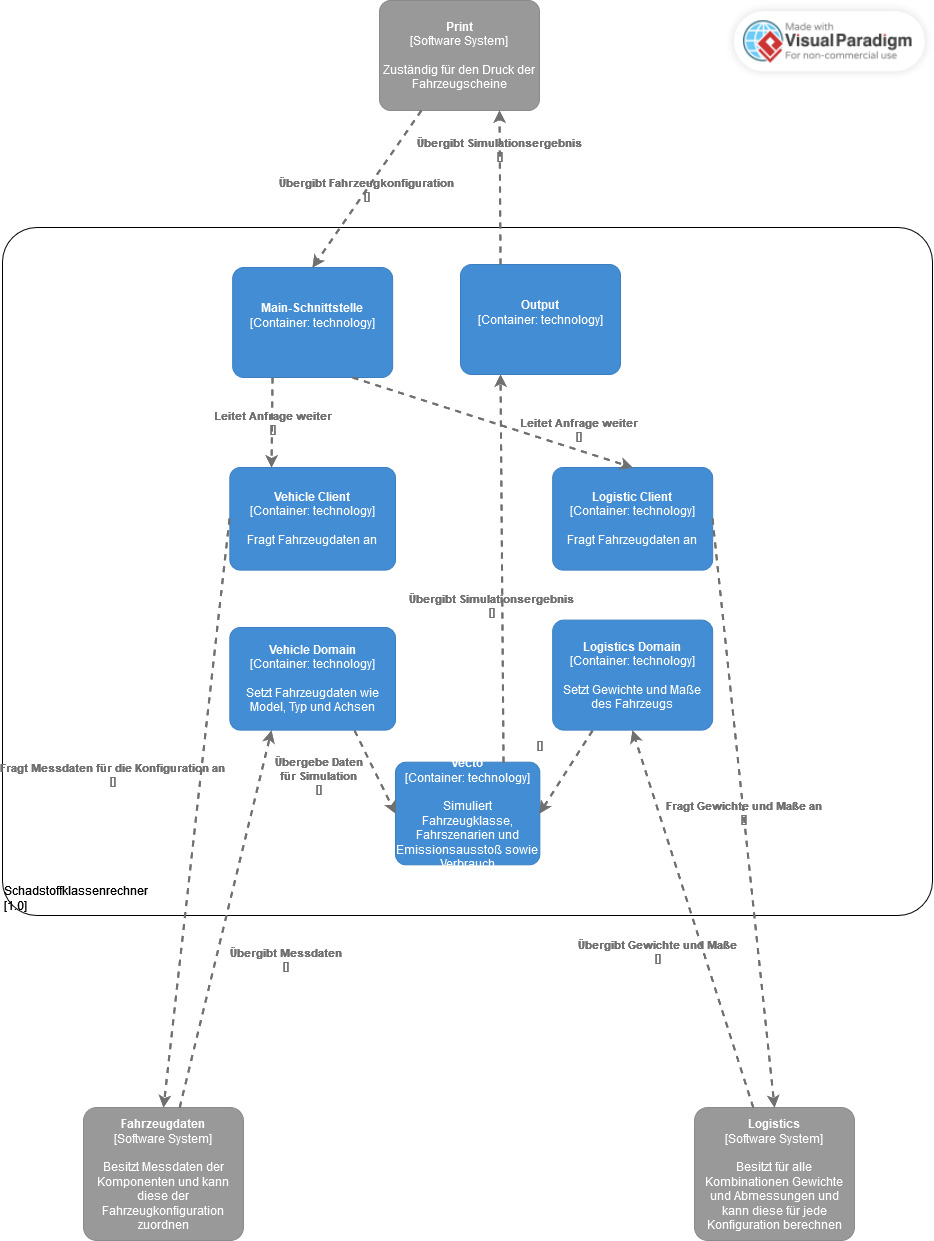 Print
[Software System]
Zuständig für den Druck der
Fahrzeugscheine
Made with
Visual Paradigm
For non-commercial use
Übergibt Simulationsergebnis
[]
Übergibt Fahrzeugkonfiguration
[]
Main-Schnittstelle
[Container: technology]
Output
[Container: technology]
Leitet Anfrage weiter
[]
Leitet Anfrage weiter
[]
Vehicle Client
[Container: technology]
Fragt Fahrzeugdaten an
Logistic Client
[Container: technology]
Fragt Fahrzeugdaten an
Übergibt Simulationsergebnis
[]
Vehicle Domain
[Container: technology]
Setzt Fahrzeugdaten wie
Model, Typ und Achsen
Logistics Domain
[Container: technology]
Setzt Gewichte und Maße
des Fahrzeugs
[]
Fragt Messdaten für die Konfiguration an
[]
Übergebe Daten
für Simulation
[]
Vecto
[Container: technology]
Simuliert
Fahrzeugklasse,
Fahrszenarien und
Emissionsausstoß sowie
Verbrauch
Fragt Gewichte und Maße an
[]
Schadstoffklassenrechner
[1.0]
Übergibt Messdaten
[]
Übergibt Gewichte und Maße
[]
Fahrzeugdaten
[Software System]
Besitzt Messdaten der
Komponenten und kann
diese der
Fahrzeugkonfiguration
zuordnen
Logistics
[Software System]
Besitzt für alle
Kombinationen Gewichte
und Abmessungen und
kann diese für jede
Konfiguration berechnen